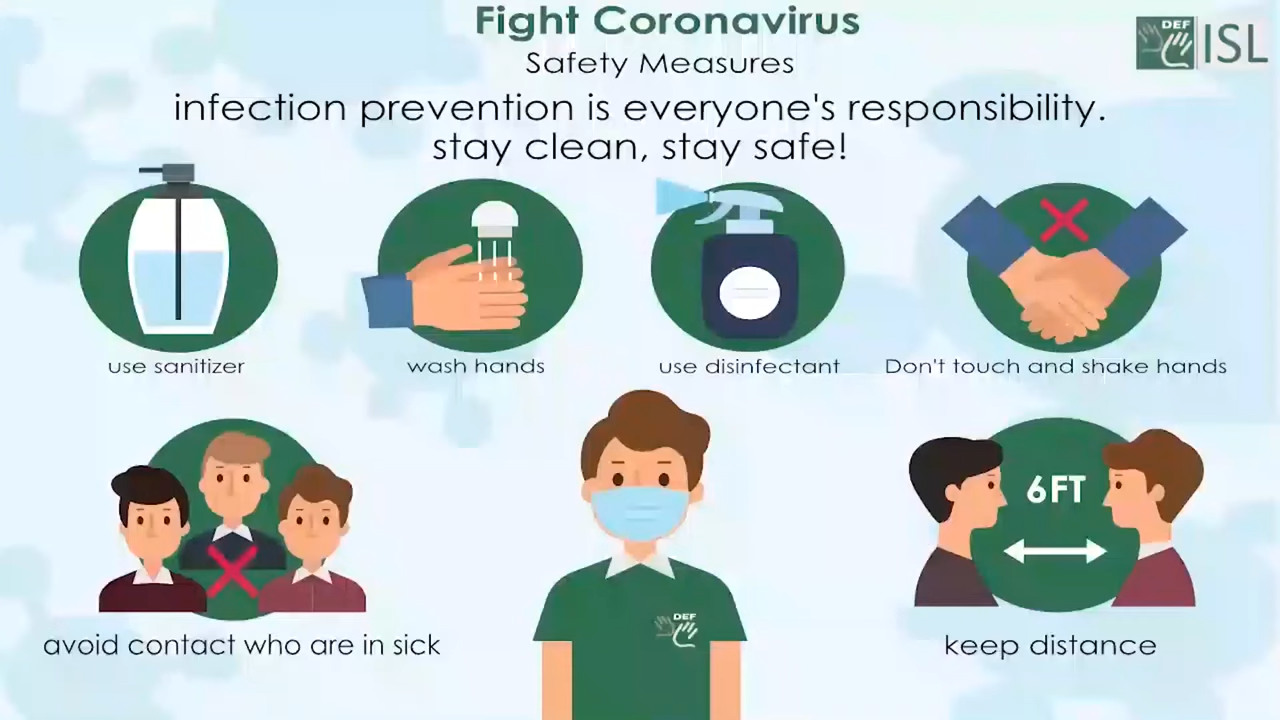 Fight Coronavirus
DEF
ISL
Safety Measures
infection prevention is everyone's responsibility.
stay clean, stay safe!
use sanitizer
wash hands
use disinfectant
Don't touch and shake hands
6FT
DEF
avoid contact who are in sick
keep distance